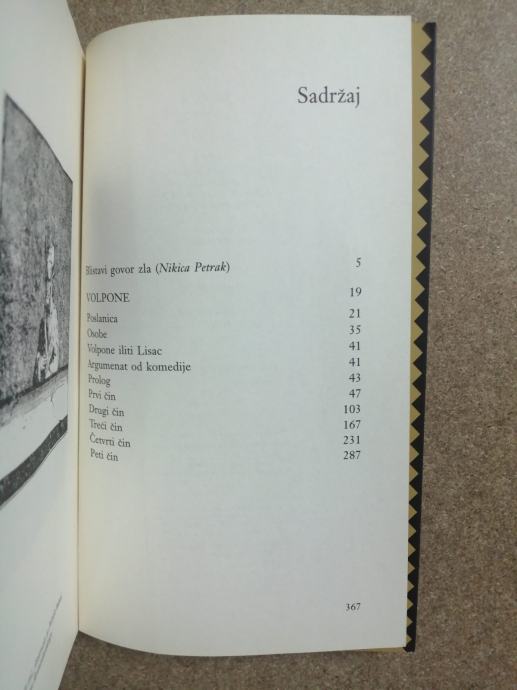 Sadržaj
Blistavi govor zla (Nikica Petrak) 5
VOLPONE 19
Poslanica 21
Osobe 35
Volpone iliti Lisac 41
Argumenat od komedije 41
Prolog 43
Prvi čin 47
Drugi čin 103
Treći čin 167
Četvrti čin 231
Peti čin 287
367